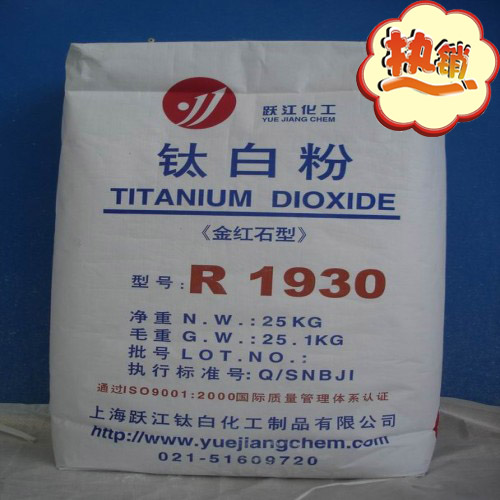 热销
跃江化工
YUE JIANG CHEM
钛白粉
TITANIUM DIOXIDE
《金红石型》
型号:R 1930
净重 N.W.:25KG
毛重 G.W.:25.1KG
批号 LOT.NO.:
执行标准号:Q/SNBJI
通过ISO9001:2000国际质量管理体系认证
上海跃江钛白化工制品有限公司
http://www.yuejiangchem.com
021-51609720